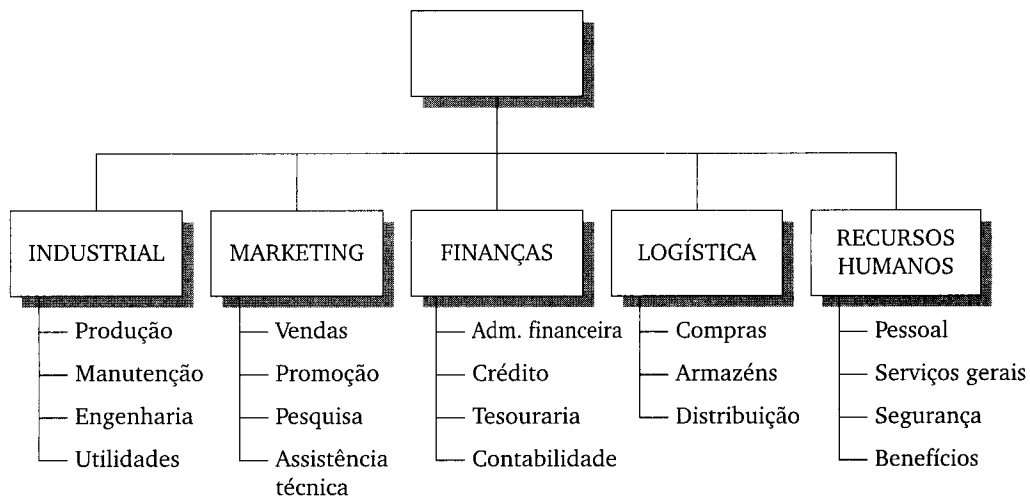 INDUSTRIAL
MARKETING
FINANÇAS
LOGÍSTICA
RECURSOS
HUMANOS
Produção
Manutenção
Engenharia
Utilidades
Vendas
Promoção
Pesquisa
Assistência
técnica
Adm. financeira
Crédito
Tesouraria
Contabilidade
Compras
Armazéns
Distribuição
Pessoal
Serviços gerais
Segurança
Benefícios